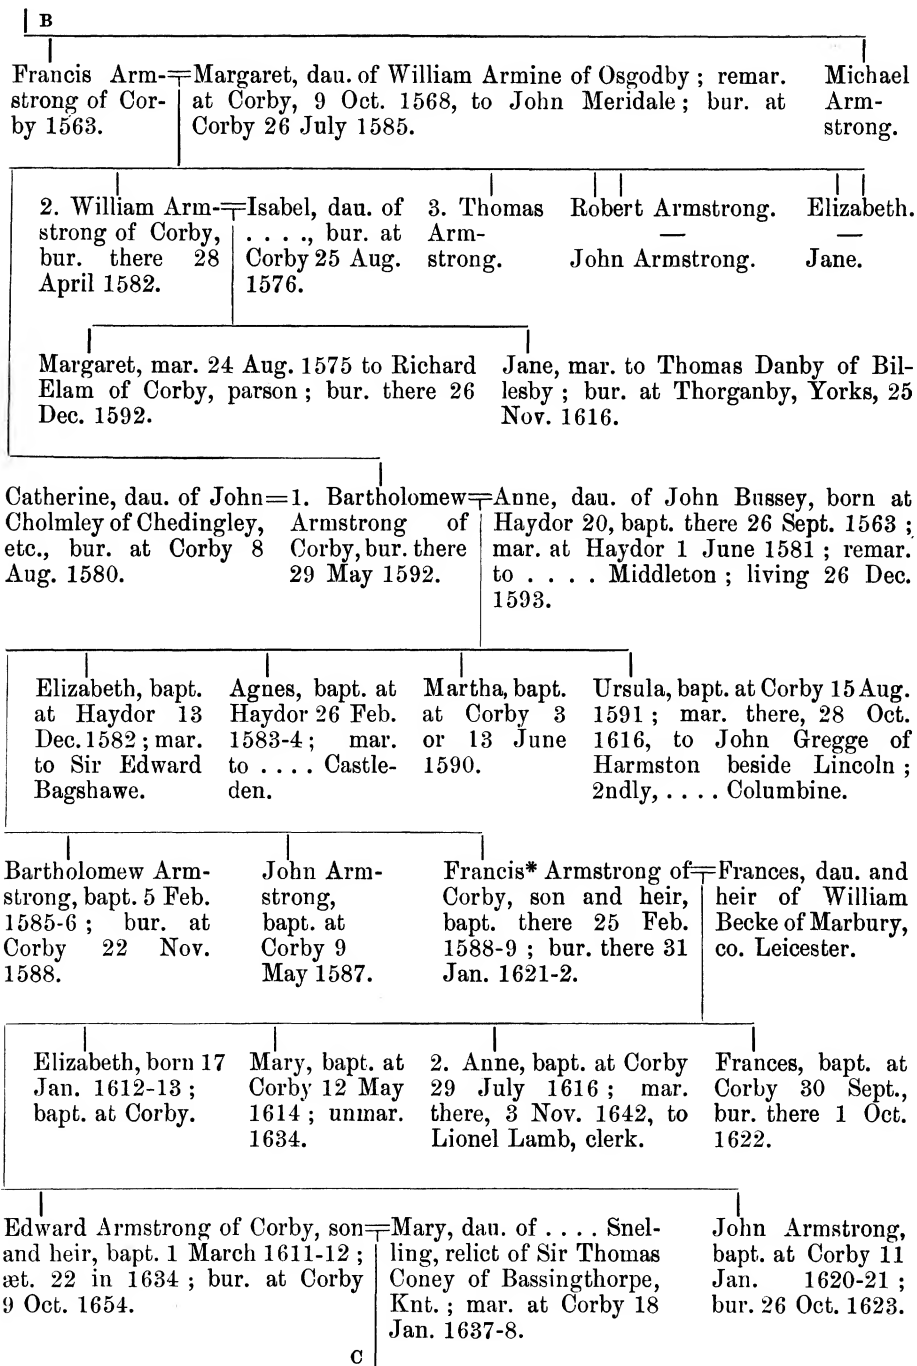 B
Francis Arm-
strong of Cor-
by 1563.
Margaret, dau. of William Armine of Osgodby ; remar.
at Corby, 9 Oct. 1568, to John Meridale ; bur. at
Corby 26 July 1585.
Michael
Arm-
strong.
2. William Arm-
strong of Corby,
bur. there 28
April 1582.
Isabel, dau. of
. . . ., bur. at
Corby 25 Aug.
1576.
3. Thomas
Arm-
strong.
Robert Armstrong.
—
John Armstrong.
Elizabeth.
—
Jane.
Margaret, mar. 24 Aug. 1575 to Richard
Elam of Corby, parson ; bur. there 26
Dec. 1592.
Jane, mar. to Thomas Danby of Bil-
lesby ; bur. at Thorganby, Yorks, 25
Nov. 1616.
Catherine, dau. of John
Cholmley of Chedingley,
etc., bur. at Corby 8
Aug. 1580.
1. Bartholomew
Armstrong of
Corby, bur. there
29 May 1592.
Anne, dau. of John Bussey, born at
Haydor 20, bapt. there 26 Sept. 1563 ;
mar. at Haydor 1 June 1581 ; remar.
to . . . . Middleton ; living 26 Dec.
1593.
Elizabeth, bapt.
at Haydor 13
Dec. 1582 ; mar.
to Sir Edward
Bagshawe.
Agnes, bapt. at
Haydor 26 Feb.
1583-4 ; mar.
to . . . . Castle-
den.
Martha, bapt.
at Corby 3
or 13 June
1590.
Ursula, bapt. at Corby 15 Aug.
1591 ; mar. there, 28 Oct.
1616, to John Gregge of
Harmston beside Lincoln ;
2ndly, . . . . Columbine.
Bartholomew Arm-
strong, bapt. 5 Feb.
1585-6 ; bur. at
Corby 22 Nov.
1588.
John Arm-
strong,
bapt. at
Corby 9
May 1587.
Francis* Armstrong of
Corby, son and heir,
bapt. there 25 Feb.
1588-9 ; bur. there 31
Jan. 1621-2.
Frances, dau. and
heir of William
Becke of Marbury,
co. Leicester.
Elizabeth, born 17
Jan. 1612-13 ;
bapt. at Corby.
Mary, bapt. at
Corby 12 May
1614 ; unmar.
1634.
2. Anne, bapt. at Corby
29 July 1616 ; mar.
there, 3 Nov. 1642, to
Lionel Lamb, clerk.
Frances, bapt. at
Corby 30 Sept.,
bur. there 1 Oct.
1622.
Edward Armstrong of Corby, son
and heir, bapt. 1 March 1611-12 ;
æt. 22 in 1634 ; bur. at Corby
9 Oct. 1654.
Mary, dau. of . . . . Snel-
ling, relict of Sir Thomas
Coney of Bassingthorpe,
Knt. ; mar. at Corby 18
Jan. 1637-8.
John Armstrong,
bapt. at Corby 11
Jan. 1620-21 ;
bur. 26 Oct. 1623.
C